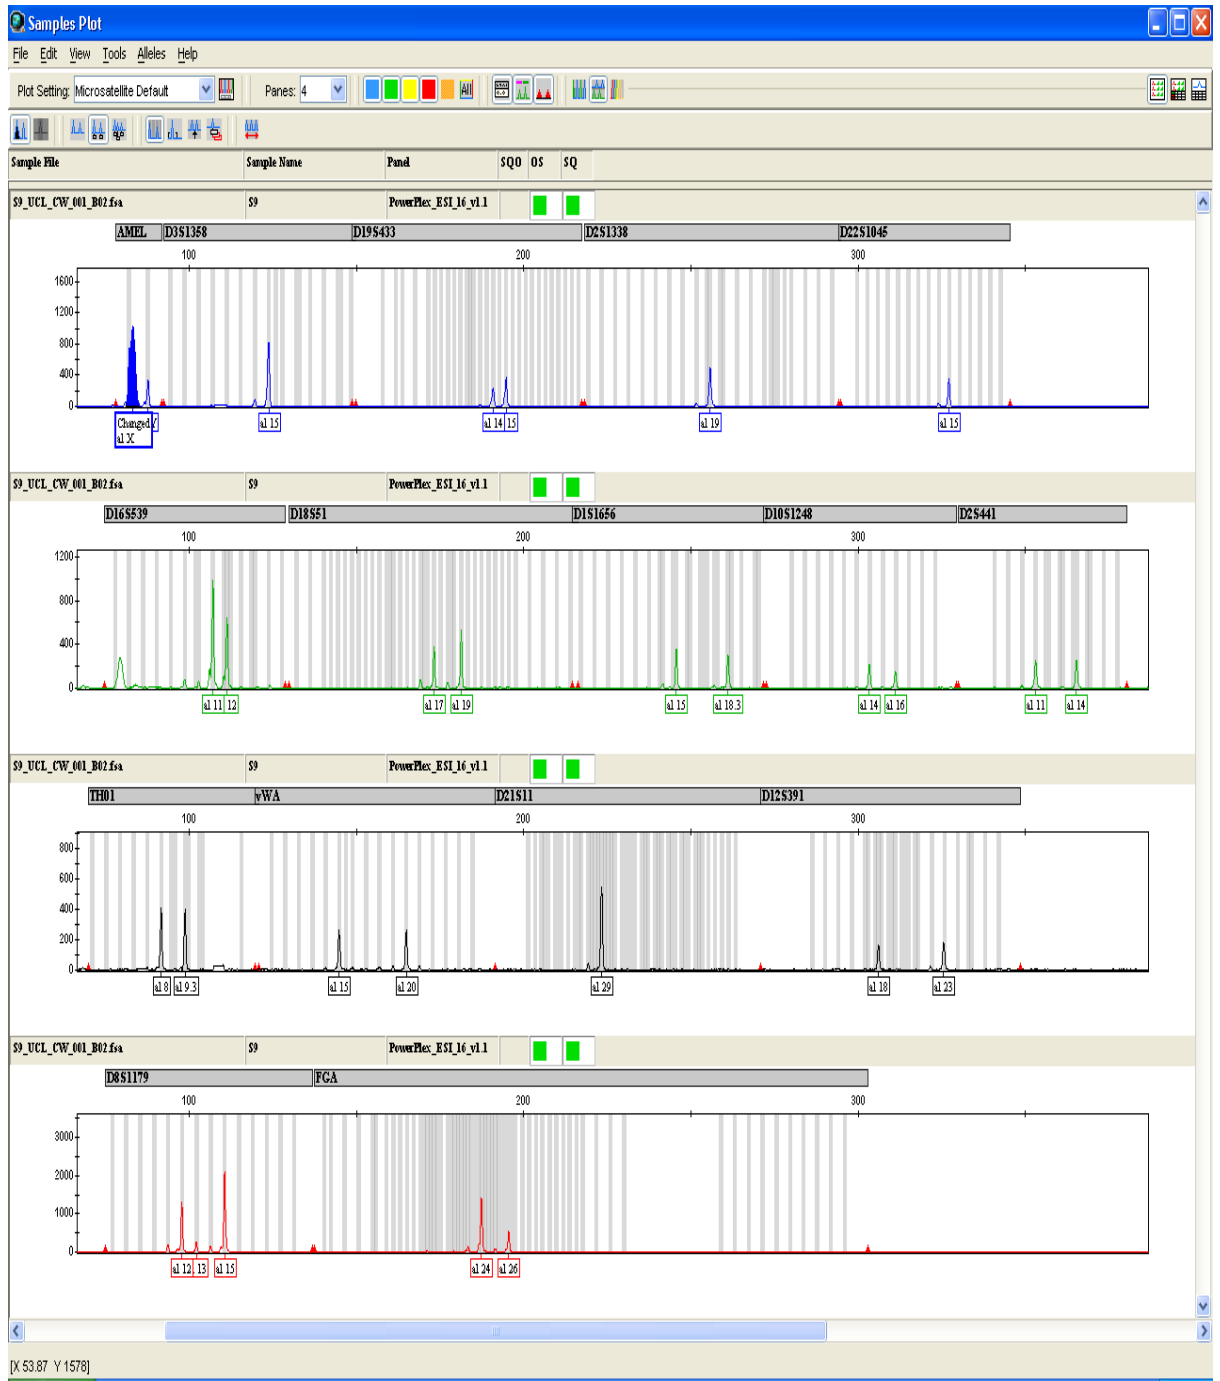 Samples Plot
File Edit View Tools Alleles Help
Plot Setting: Microsatellite Default Panes: 4 All
Sample File Sample Name Panel SQO OS SQ
S9_UCL_CW_001_B02.fsa S9 PowerPlex_ESI_16_v1.1
AMEL D3S1358 D19S433 D2S1338 D22S1045
100 200 300
1600
1200
800
400
0
Changed Y al 15 al 14 15 al 19 al 15
al X
S9_UCL_CW_001_B02.fsa S9 PowerPlex_ESI_16_v1.1
D16S539 D18S51 D1S1656 D10S1248 D2S441
100 200 300
1200
800
400
0
al 11 12 al 17 al 19 al 15 al 18.3 al 14 al 16 al 11 al 14
S9_UCL_CW_001_B02.fsa S9 PowerPlex_ESI_16_v1.1
TH01 vWA D21S11 D12S391
100 200 300
800
600
400
200
0
al 8 al 9.3 al 15 al 20 al 29 al 18 al 23
S9_UCL_CW_001_B02.fsa S9 PowerPlex_ESI_16_v1.1
D8S1179 FGA
100 200 300
3000
2000
1000
0
al 12 13 al 15 al 24 al 26
[X 53.87 Y 1578]